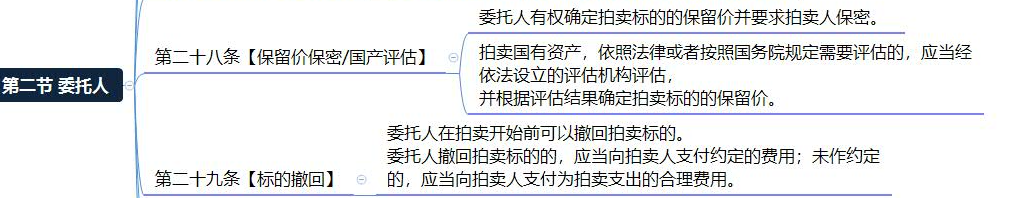 第二节 委托人
第二十八条【保留价保密/国产评估】
委托人有权确定拍卖标的的保留价并要求拍卖人保密。
拍卖国有资产，依照法律或者按照国务院规定需要评估的，应当经
依法设立的评估机构评估，
并根据评估结果确定拍卖标的的保留价。
第二十九条【标的撤回】
委托人在拍卖开始前可以撤回拍卖标的。
委托人撤回拍卖标的的，应当向拍卖人支付约定的费用；未作约定
的，应当向拍卖人支付为拍卖支出的合理费用。